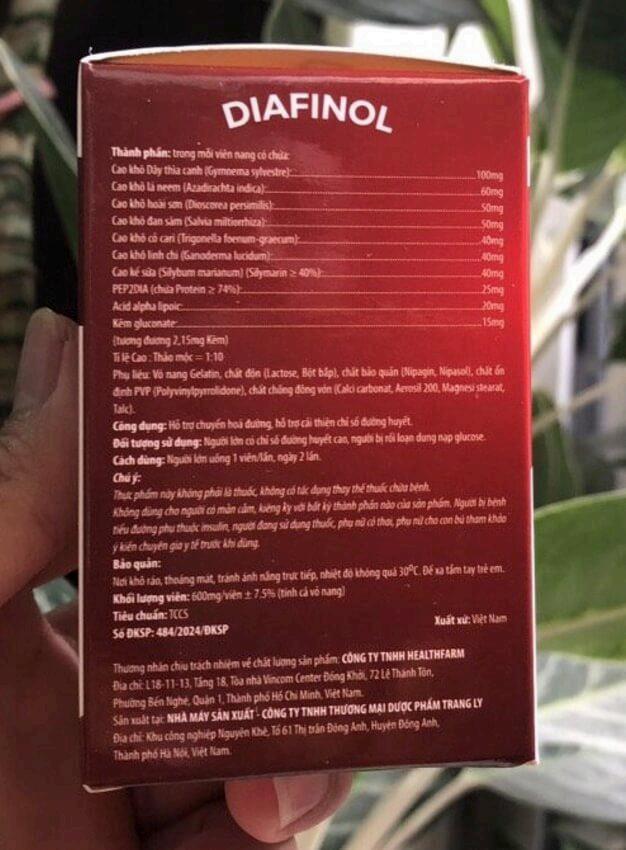 DIAFINOL
Thành phần: trong mỗi viên nang có chứa:
Cao khô Dây thìa canh (Gymnema sylvestre): 100mg
Cao khô lá neem (Azadirachta indica): 60mg
Cao khô hoài sơn (Dioscorea persimilis): 50mg
Cao khô đan sâm (Salvia miltiorrhiza): 50mg
Cao khô cỏ cari (Trigonella foenum-graecum): 40mg
Cao khô linh chi (Ganoderma lucidum): 40mg
Cao kế sữa (Silybum marianum) (Silymarin ≥ 40%): 40mg
PEP2DIA (chứa Protein ≥ 74%): 25mg
Acid alpha lipoic: 20mg
Kẽm gluconate: 15mg
(tương đương 2,15mg Kẽm)
Tỉ lệ Cao : Thảo mộc = 1:10
Phụ liệu: Vỏ nang Gelatin, chất độn (Lactose, Bột bắp), chất bảo quản (Nipagin, Nipasol), chất ổn
định PVP (Polyvinylpyrrolidone), chất chống đông vón (Calci carbonat, Aerosil 200, Magnesi stearat,
Talc).
Công dụng: Hỗ trợ chuyển hoá đường, hỗ trợ cải thiện chỉ số đường huyết.
Đối tượng sử dụng: Người lớn có chỉ số đường huyết cao, người bị rối loạn dung nạp glucose.
Cách dùng: Người lớn uống 1 viên/lần, ngày 2 lần.
Chú ý:
Thực phẩm này không phải là thuốc, không có tác dụng thay thế thuốc chữa bệnh.
Không dùng cho người có mẫn cảm, kiêng kỵ với bất kỳ thành phần nào của sản phẩm. Người bị bệnh
tiểu đường phụ thuộc insulin, người đang sử dụng thuốc, phụ nữ có thai, phụ nữ cho con bú tham khảo
ý kiến chuyên gia y tế trước khi dùng.
Bảo quản:
Nơi khô ráo, thoáng mát, tránh ánh nắng trực tiếp, nhiệt độ không quá 30⁰C. Để xa tầm tay trẻ em.
Khối lượng viên: 600mg/viên ± 7.5% (tính cả vỏ nang)
Tiêu chuẩn: TCCS
Xuất xứ: Việt Nam
Số ĐKSP: 484/2024/ĐKSP
Thương nhân chịu trách nhiệm về chất lượng sản phẩm: CÔNG TY TNHH HEALTHFARM
Địa chỉ: L18-11-13, Tầng 18, Tòa nhà Vincom Center Đồng Khởi, 72 Lê Thánh Tôn,
Phường Bến Nghé, Quận 1, Thành phố Hồ Chí Minh, Việt Nam.
Sản xuất tại: NHÀ MÁY SẢN XUẤT - CÔNG TY TNHH THƯƠNG MẠI DƯỢC PHẨM TRANG LY
Địa chỉ: Khu công nghiệp Nguyên Khê, Tổ 61 Thị trấn Đông Anh, Huyện Đông Anh,
Thành phố Hà Nội, Việt Nam.